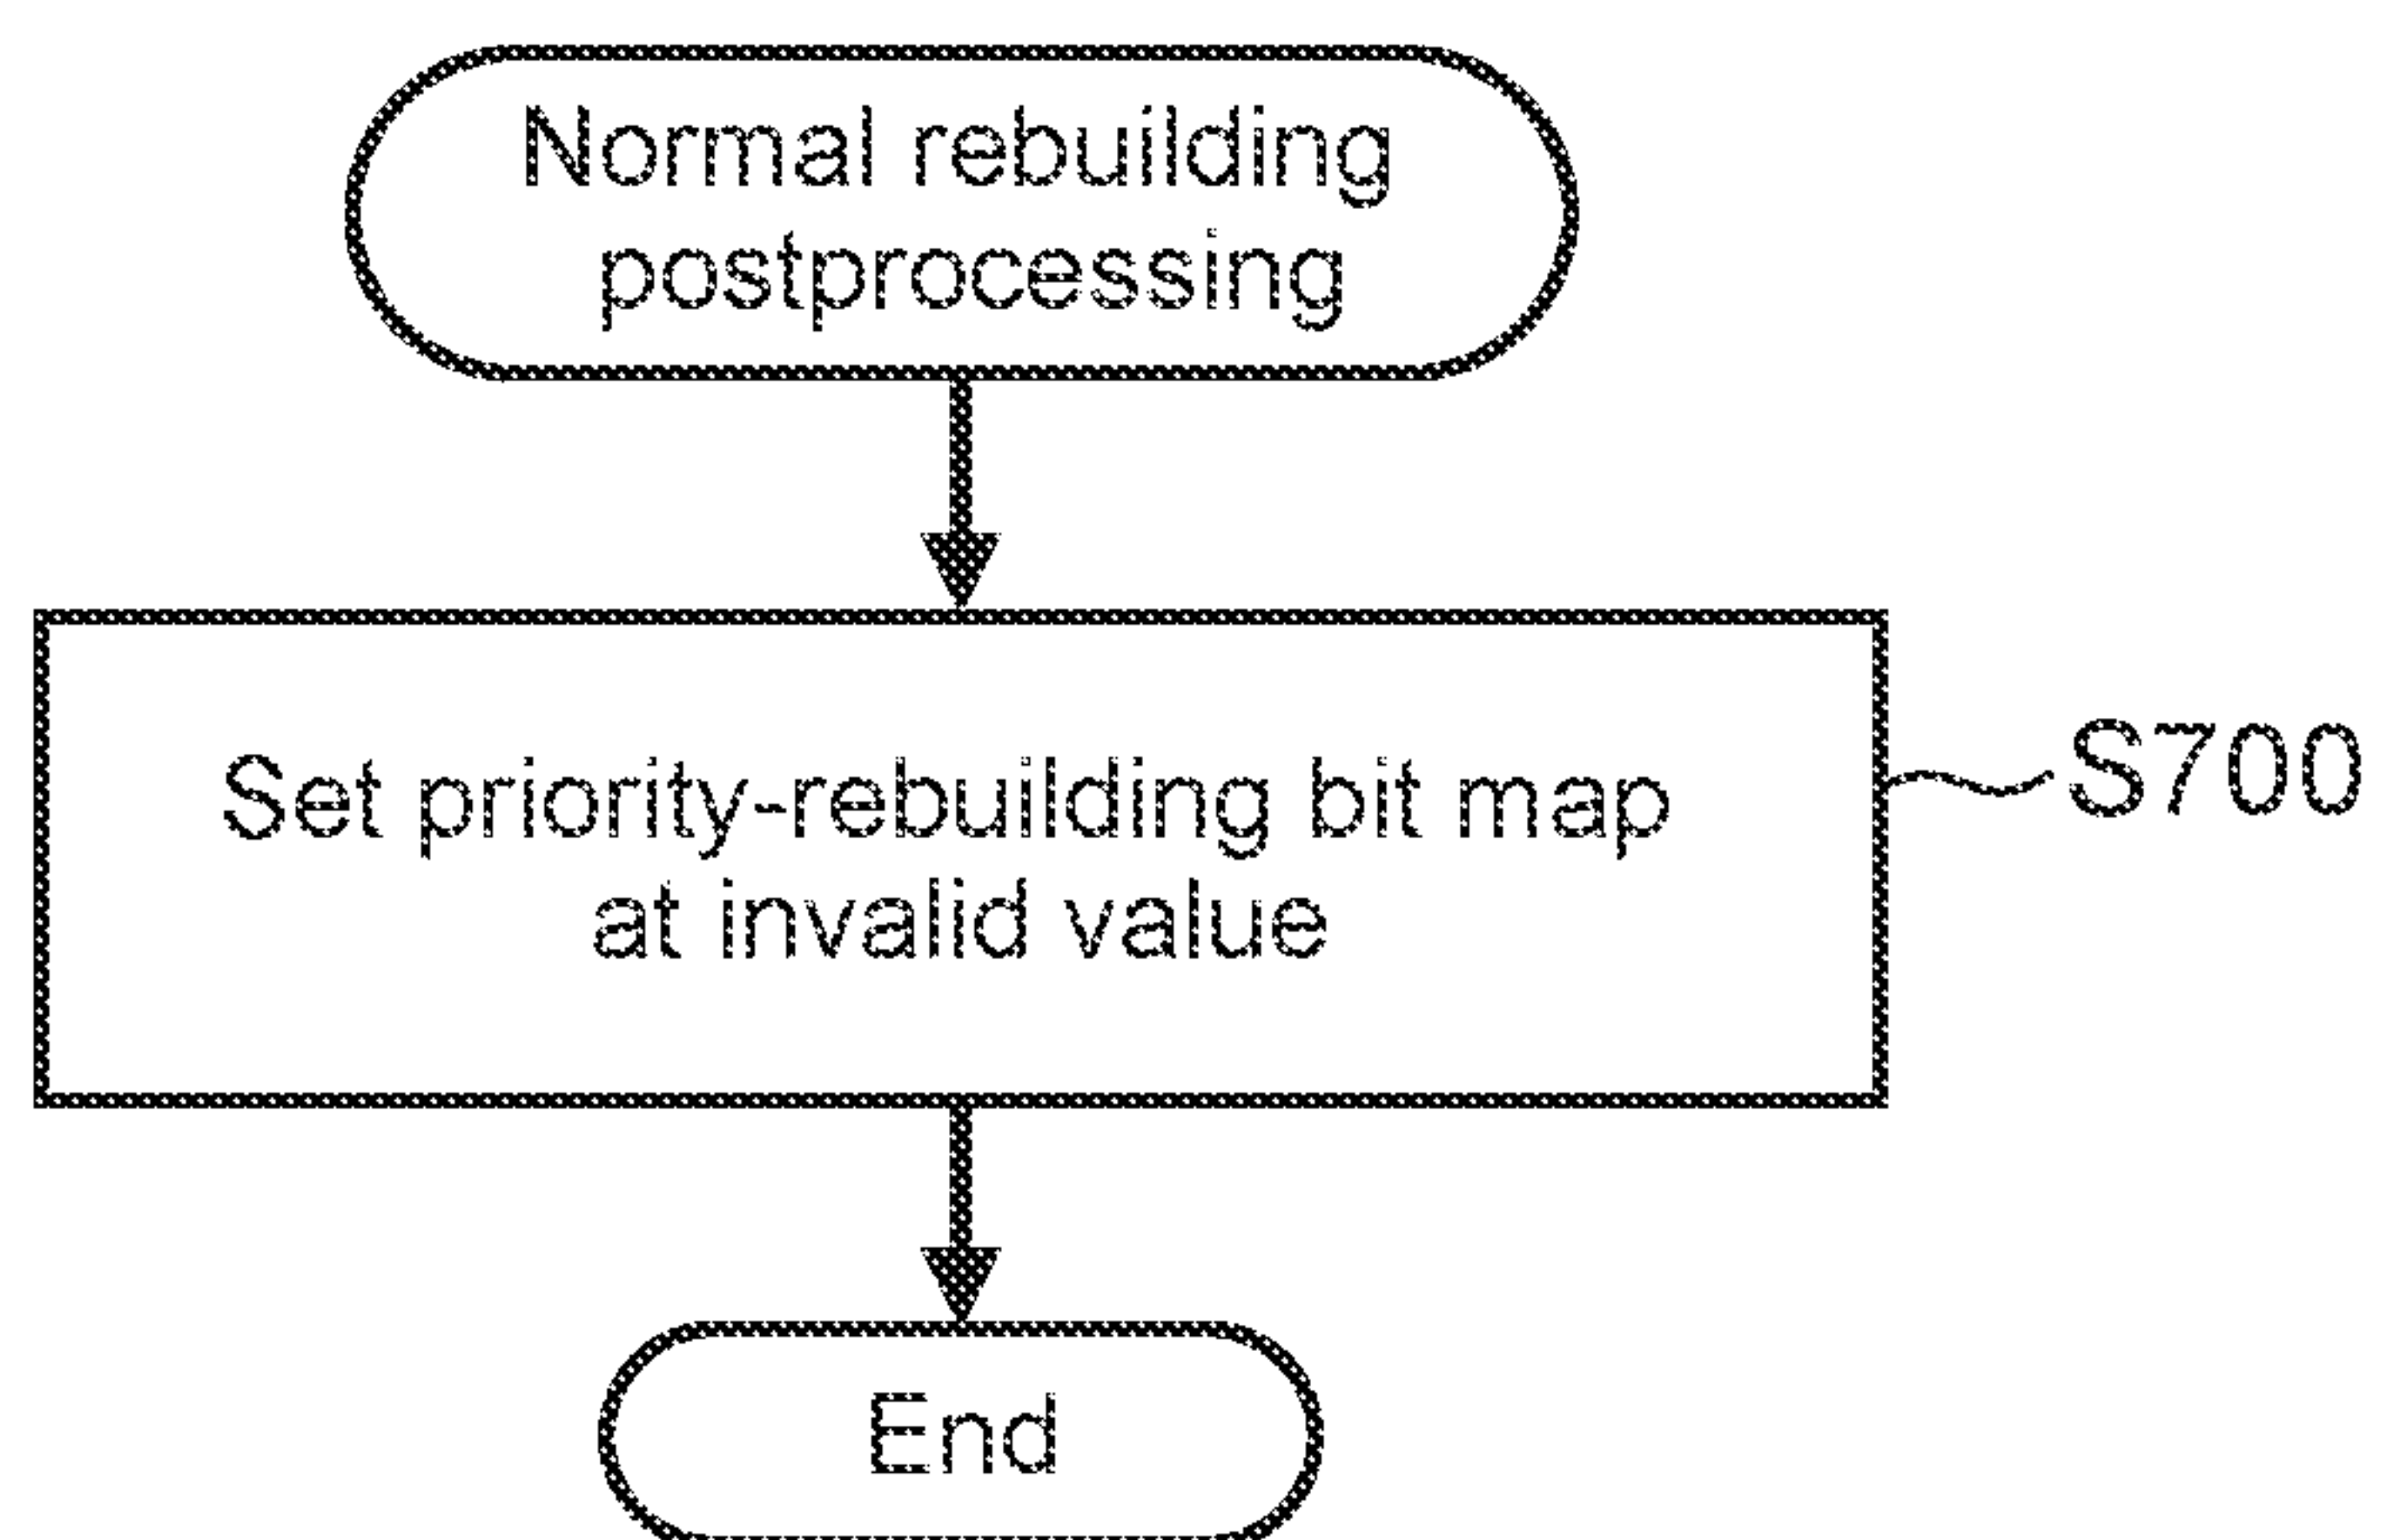 Normal rebuilding
postprocessing
Set priority-rebuilding bit map
at invalid value
S700
End